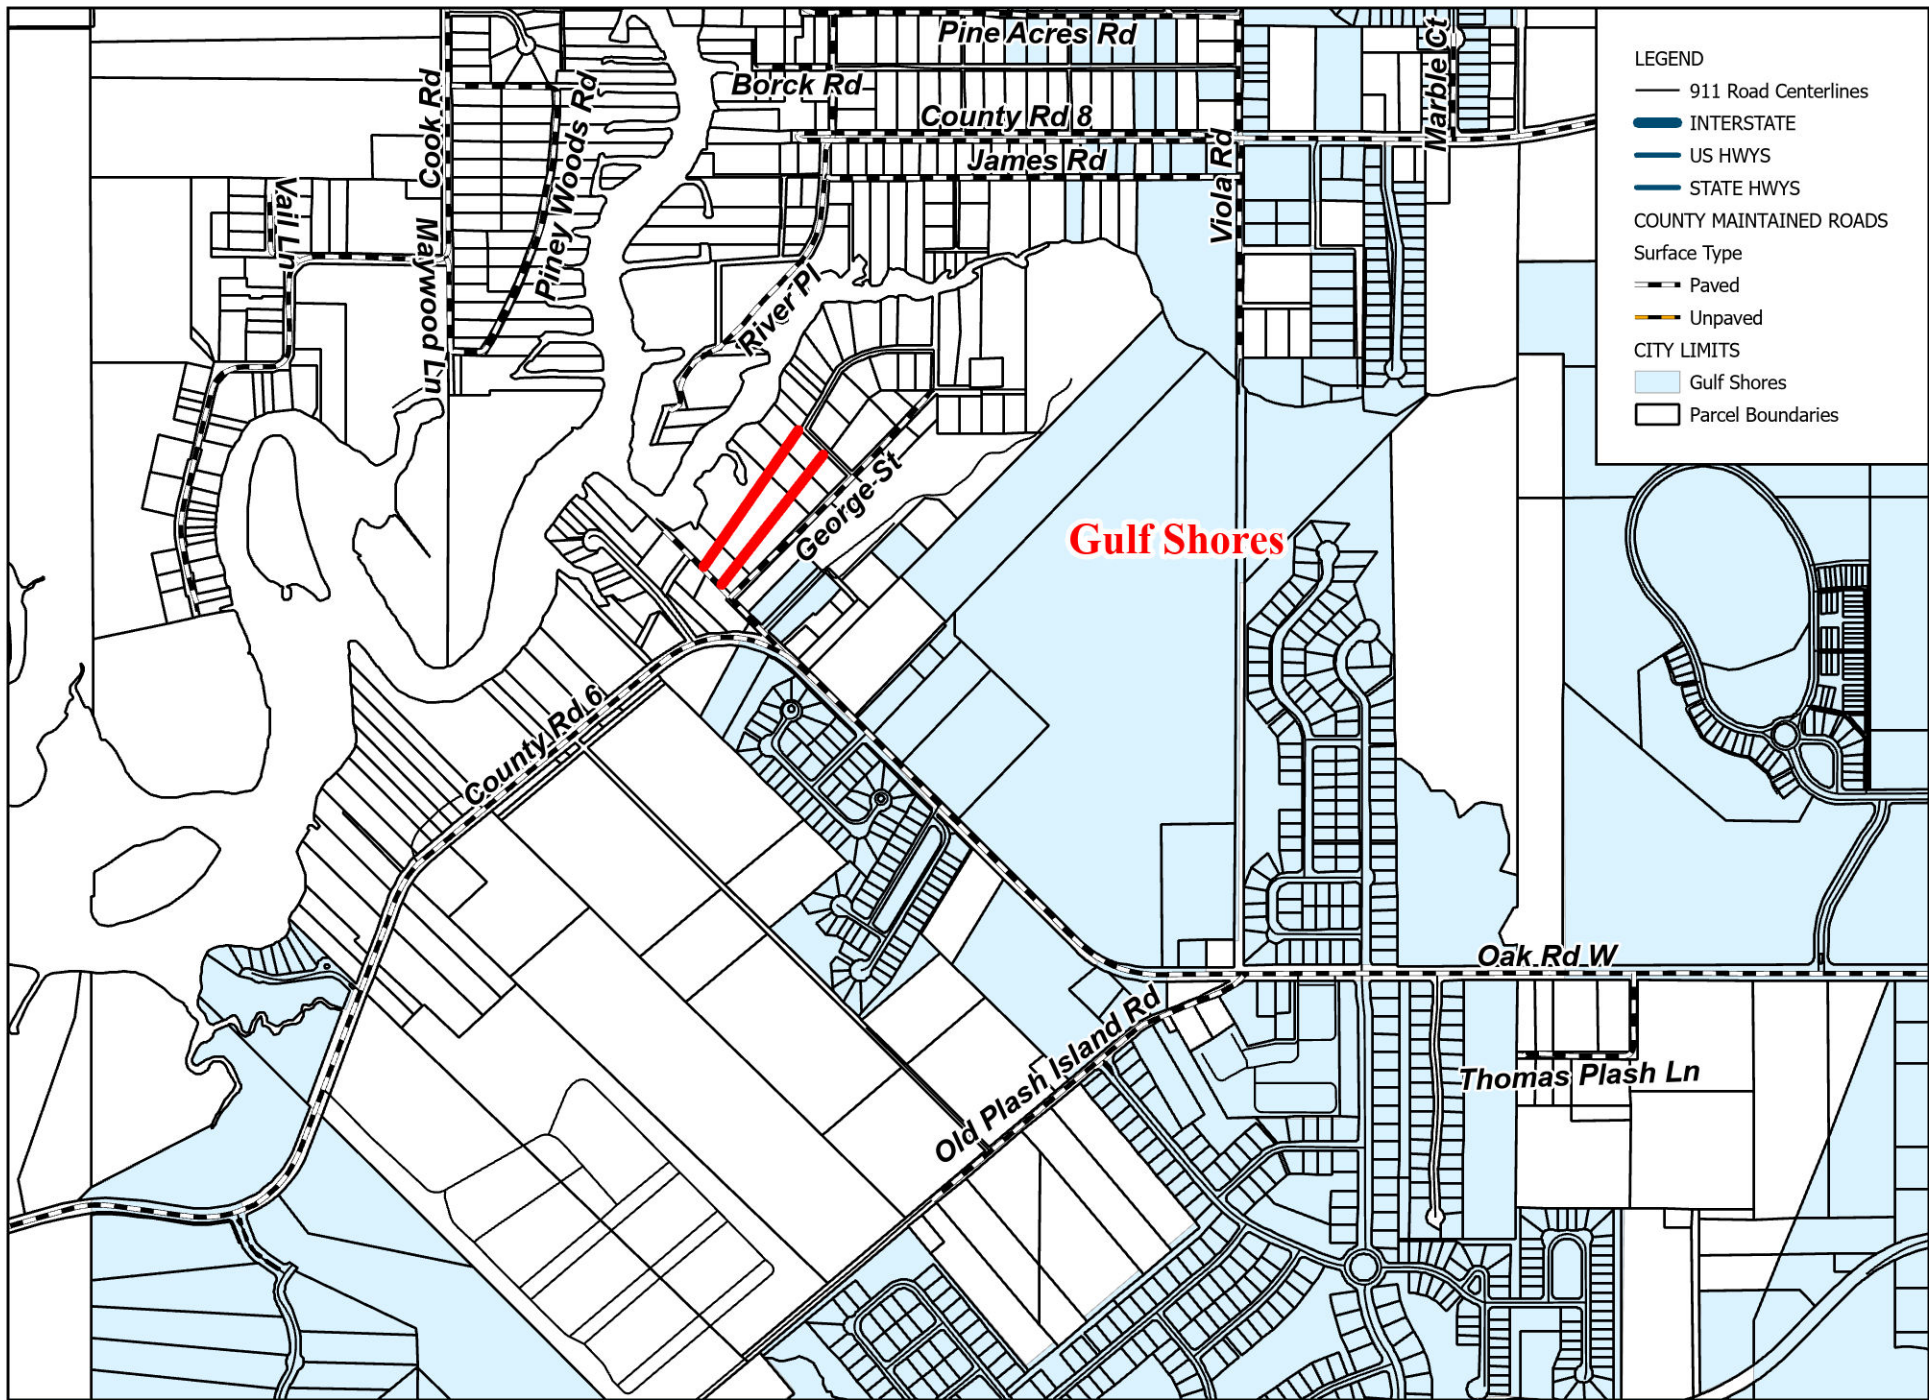 Pine Acres Rd
Marble Ct
Borck Rd
Cook Rd
Piney Woods Rd
County Rd 8
James Rd
Viola Rd
Vail Ln
Maywood Ln
River Pl
George St
Gulf Shores
County Rd 6
Oak Rd W
Old Plash Island Rd
Thomas Plash Ln
LEGEND
911 Road Centerlines
INTERSTATE
US HWYS
STATE HWYS
COUNTY MAINTAINED ROADS
Surface Type
Paved
Unpaved
CITY LIMITS
Gulf Shores
Parcel Boundaries